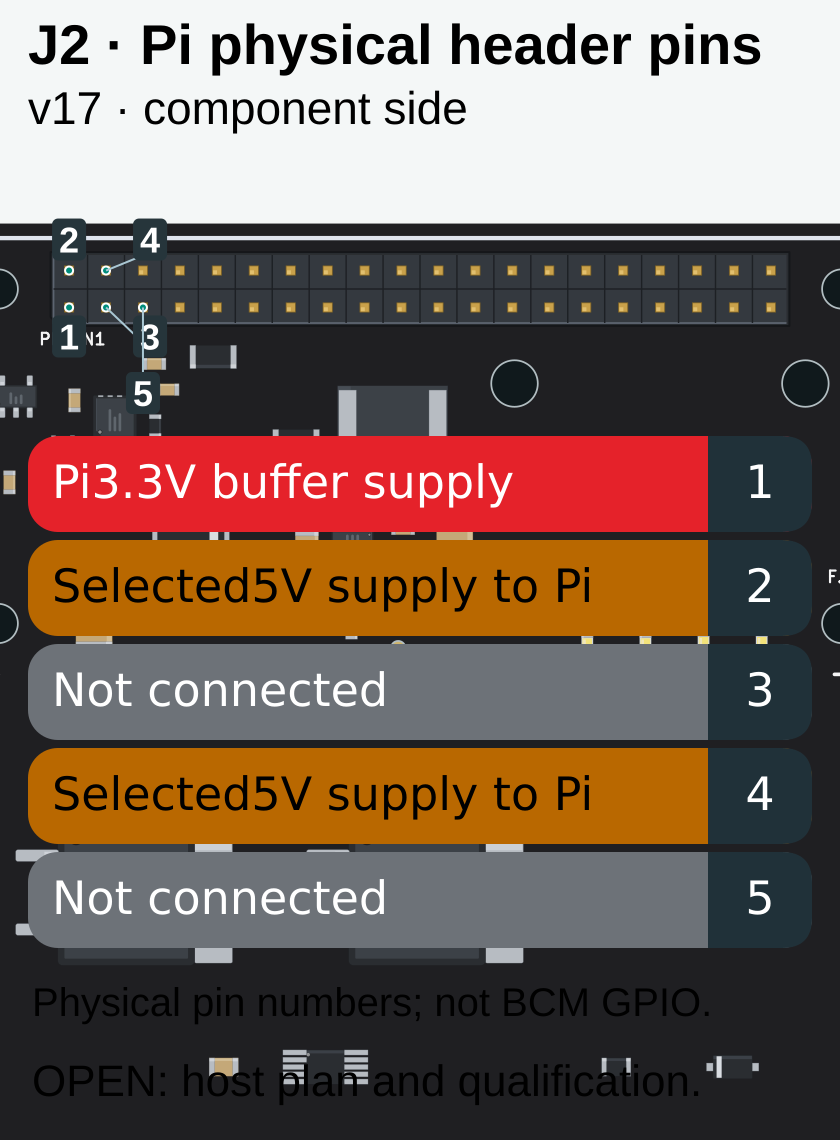 J2 · Pi physical header pins
v17 · component side
2 4
1 3
5
Pi3.3V buffer supply 1
Selected5V supply to Pi 2
Not connected 3
Selected5V supply to Pi 4
Not connected 5
Physical pin numbers; not BCM GPIO.
OPEN: host plan and qualification.